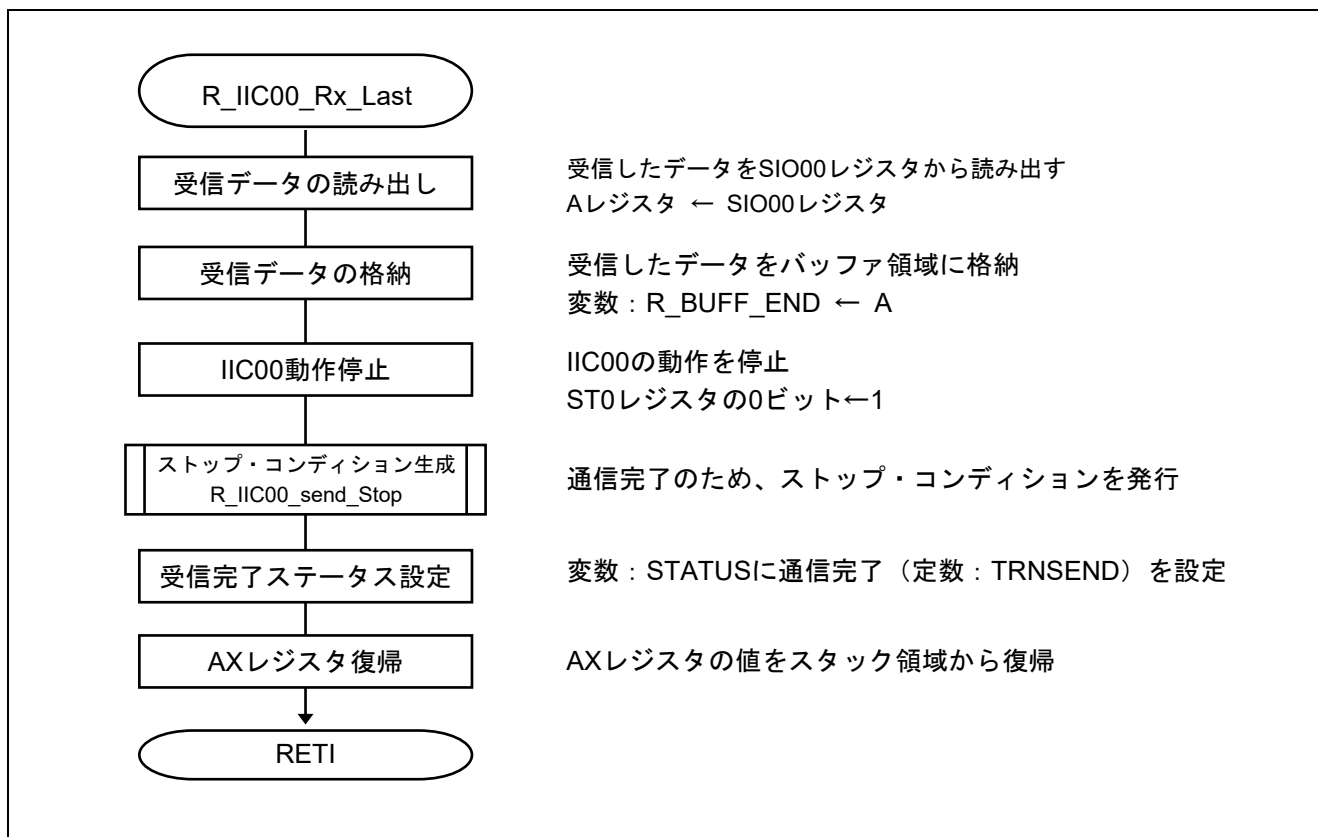 R_IIC00_Rx_Last
受信データの読み出し
受信したデータをSIO00レジスタから読み出す
Aレジスタ ← SIO00レジスタ
受信データの格納
受信したデータをバッファ領域に格納
変数：R_BUFF_END ← A
IIC00動作停止
IIC00の動作を停止
ST0レジスタの0ビット←1
ストップ・コンディション生成
R_IIC00_send_Stop
通信完了のため、ストップ・コンディションを発行
受信完了ステータス設定
変数：STATUSに通信完了（定数：TRNSEND）を設定
AXレジスタ復帰
AXレジスタの値をスタック領域から復帰
RETI